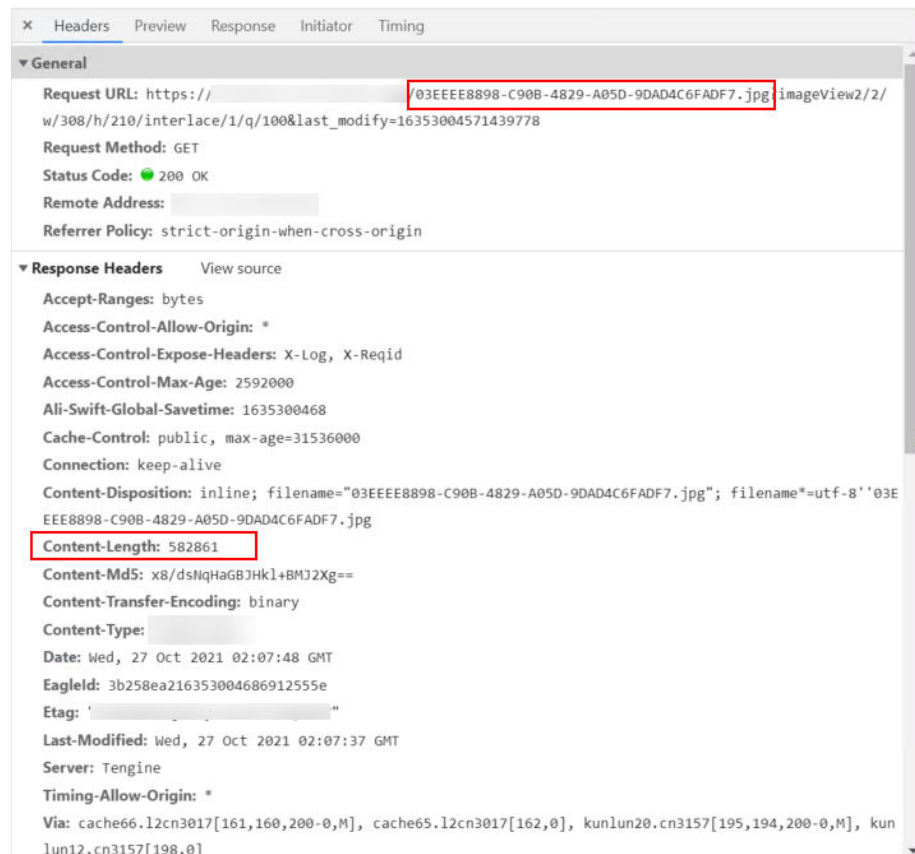 × Headers Preview Response Initiator Timing
▼ General
Request URL: https:// /03EEEE8898-C90B-4829-A05D-9DAD4C6FADF7.jpg?imageView2/2/
w/308/h/210/interlace/1/q/100&last_modify=16353004571439778
Request Method: GET
Status Code: 200 OK
Remote Address:
Referrer Policy: strict-origin-when-cross-origin
▼ Response Headers View source
Accept-Ranges: bytes
Access-Control-Allow-Origin: *
Access-Control-Expose-Headers: X-Log, X-Reqid
Access-Control-Max-Age: 2592000
Ali-Swift-Global-Savetime: 1635300468
Cache-Control: public, max-age=31536000
Connection: keep-alive
Content-Disposition: inline; filename="03EEEE8898-C90B-4829-A05D-9DAD4C6FADF7.jpg"; filename*=utf-8''03E
EEE8898-C90B-4829-A05D-9DAD4C6FADF7.jpg
Content-Length: 582861
Content-Md5: x8/dsNqHaGBJHkl+BMJ2Xg==
Content-Transfer-Encoding: binary
Content-Type:
Date: Wed, 27 Oct 2021 02:07:48 GMT
EagleId: 3b258ea216353004686912555e
Etag: " "
Last-Modified: Wed, 27 Oct 2021 02:07:37 GMT
Server: Tengine
Timing-Allow-Origin: *
Via: cache66.l2cn3017[161,160,200-0,M], cache65.l2cn3017[162,0], kunlun20.cn3157[195,194,200-0,M], kun
lun12.cn3157[198,0]